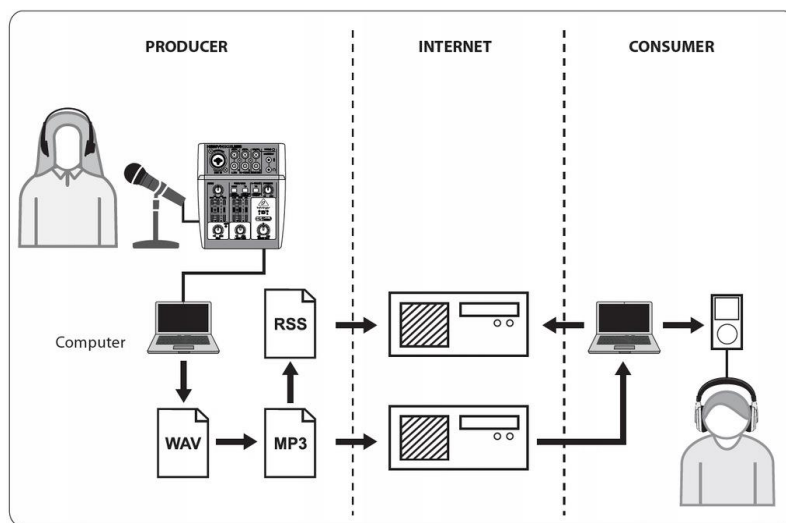 PRODUCER
INTERNET
CONSUMER
Computer
RSS
WAV
MP3